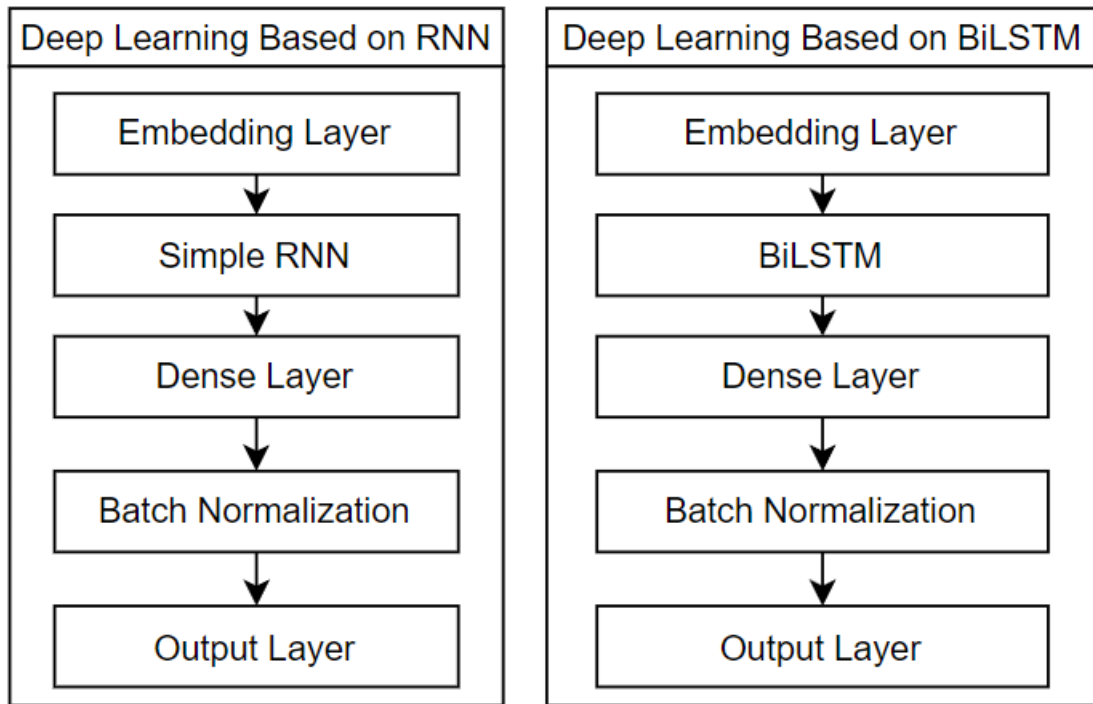 Deep Learning Based on RNN
Embedding Layer
Simple RNN
Dense Layer
Batch Normalization
Output Layer
Deep Learning Based on BiLSTM
Embedding Layer
BiLSTM
Dense Layer
Batch Normalization
Output Layer